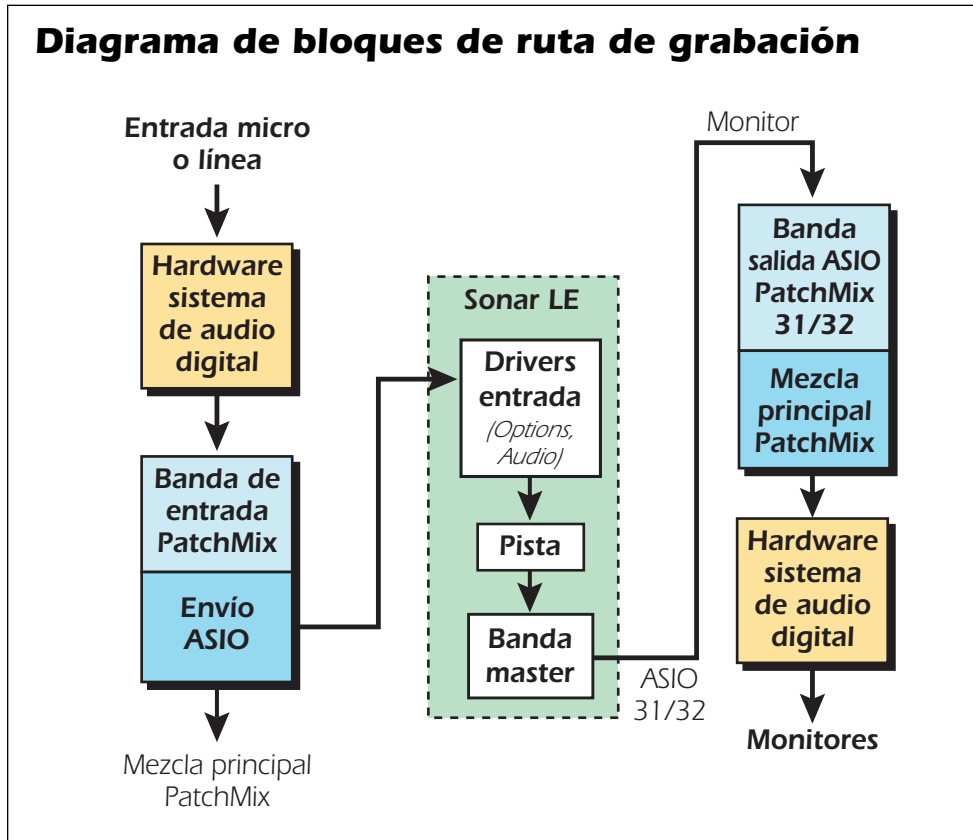 Diagrama de bloques de ruta de grabación
Entrada micro
o línea
Hardware
sistema
de audio
digital
Banda de
entrada
PatchMix
Envío
ASIO
Mezcla principal
PatchMix
Sonar LE
Drivers
entrada
(Options,
Audio)
Pista
Banda
master
ASIO
31/32
Monitor
Banda
salida ASIO
PatchMix
31/32
Mezcla
principal
PatchMix
Hardware
sistema
de audio
digital
Monitores